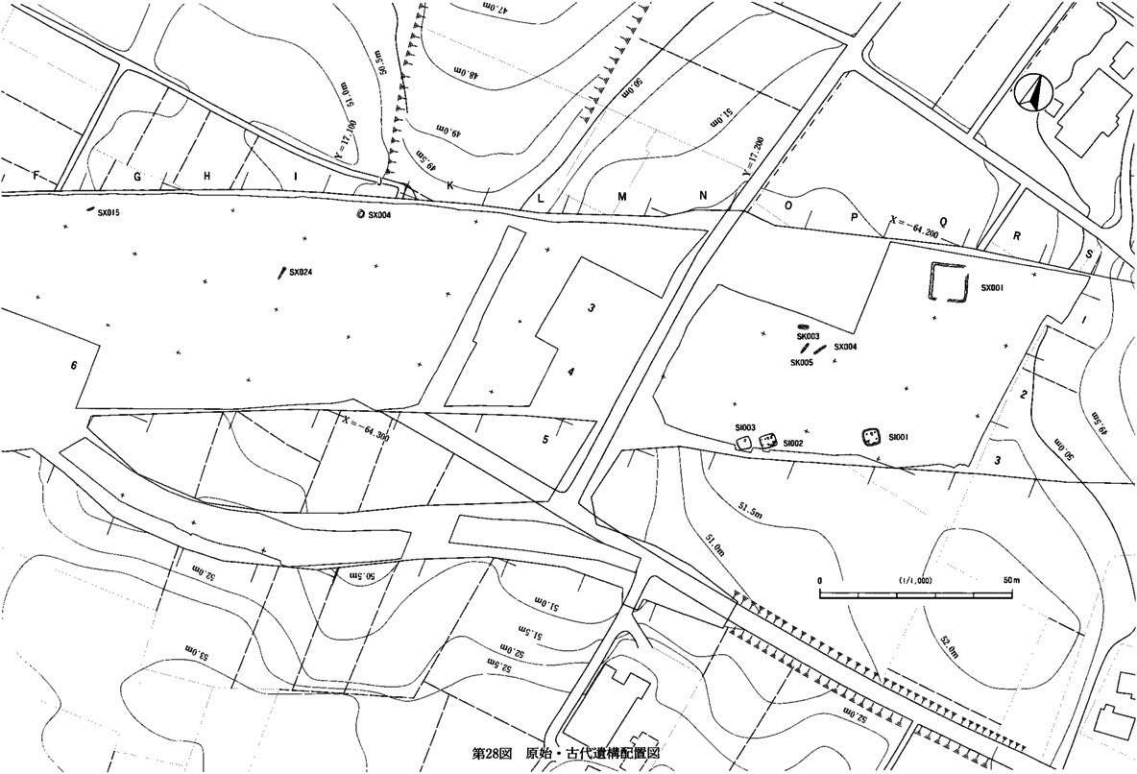 47.0m
50.5m
48.0m
51.0m
50.0m
51.0m
49.0m
Y=17,100
49.5m
Y=17,200
F
G
H
I
K
L
M
N
O
P
Q
R
S
X=-64,200
SX015
SX004
SX024
SX001
3
SK003
SX004
SK005
1
4
6
2
49.5m
50.0m
X=-64,300
5
SI003
SI002
SI001
3
51.5m
51.0m
0
(1/1,000)
50m
52.0m
50.5m
51.0m
51.5m
52.0m
52.5m
53.0m
52.0m
52.0m
第28図 原始・古代遺構配置図